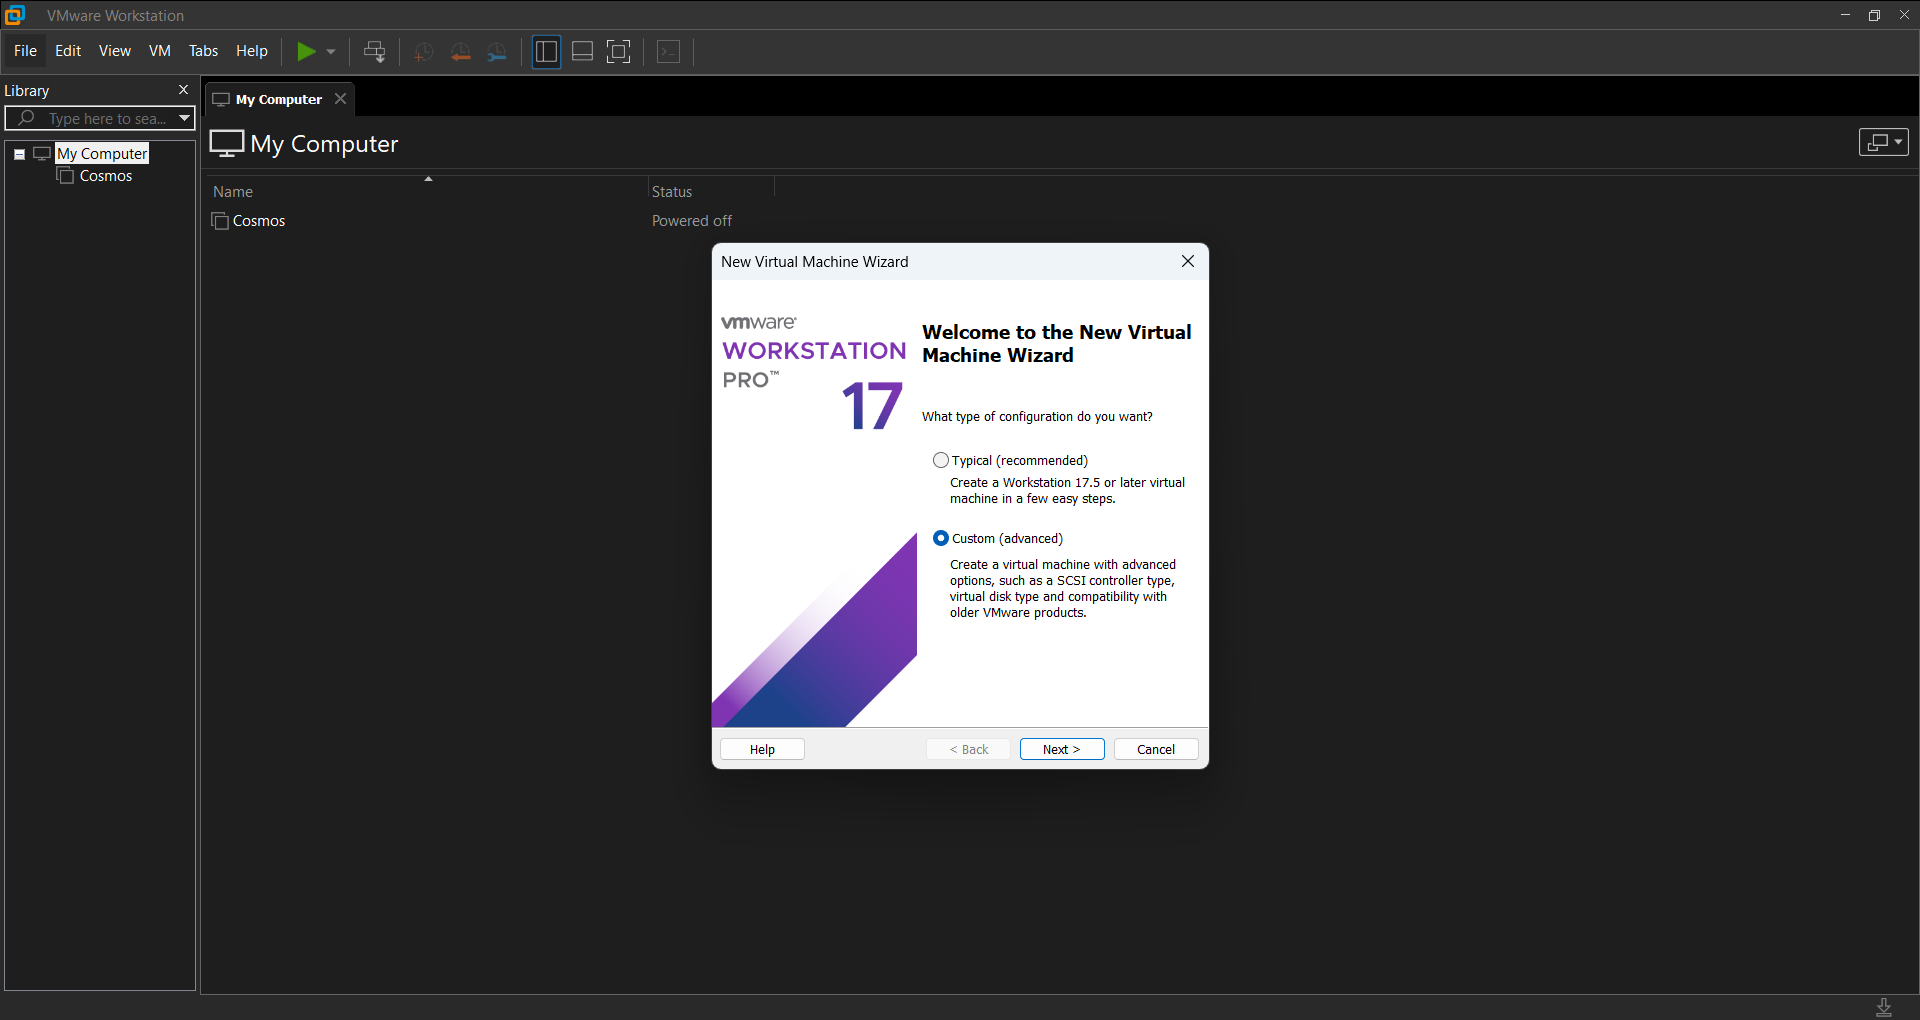 VMware Workstation
File Edit View VM Tabs Help
Library
Type here to sea...
My Computer
Cosmos
My Computer
My Computer
Name Status
Cosmos Powered off
New Virtual Machine Wizard
vmware®
WORKSTATION
PRO™
17
Welcome to the New Virtual
Machine Wizard
What type of configuration do you want?
Typical (recommended)
Create a Workstation 17.5 or later virtual
machine in a few easy steps.
Custom (advanced)
Create a virtual machine with advanced
options, such as a SCSI controller type,
virtual disk type and compatibility with
older VMware products.
Help < Back Next > Cancel